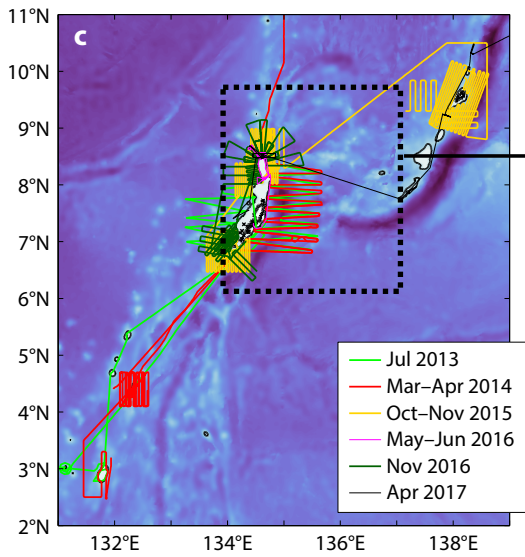 11°N
c
10°N
9°N
8°N
7°N
6°N
5°N
4°N
3°N
2°N
Jul 2013
Mar–Apr 2014
Oct–Nov 2015
May–Jun 2016
Nov 2016
Apr 2017
132°E 134°E 136°E 138°E